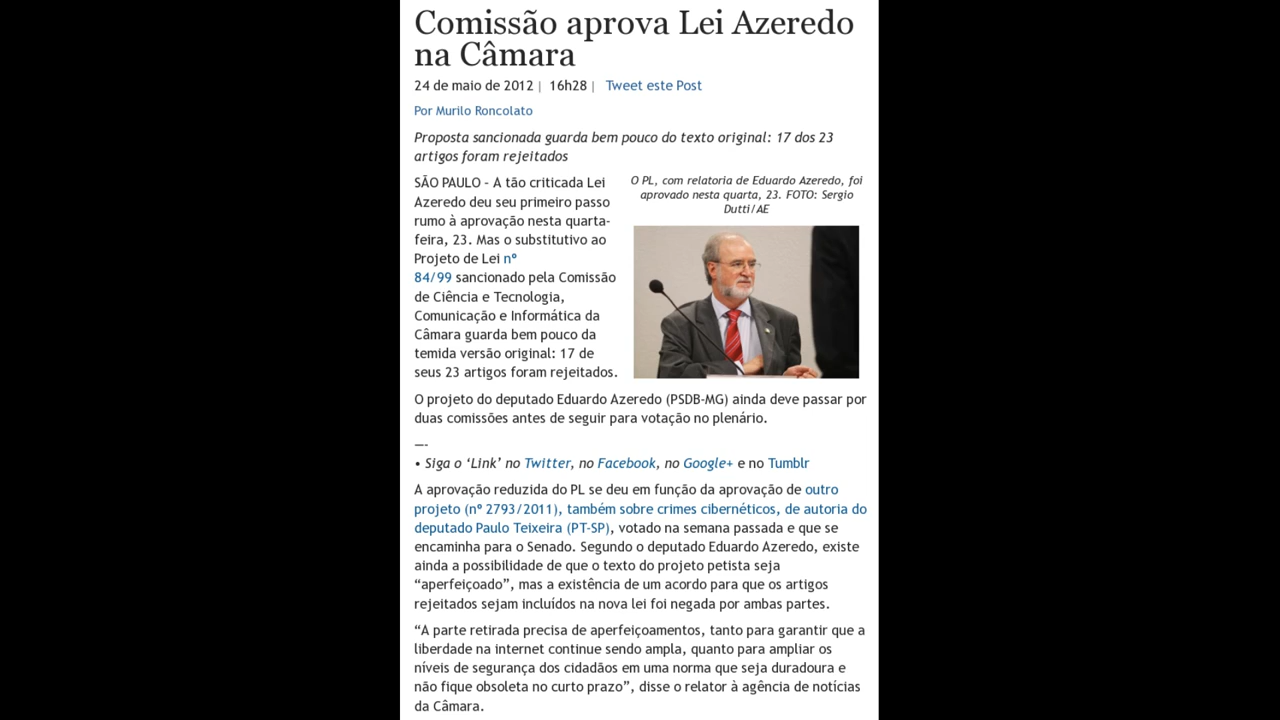 Comissão aprova Lei Azeredo
na Câmara
24 de maio de 2012 | 16h28 | Tweet este Post
Por Murilo Roncolato
Proposta sancionada guarda bem pouco do texto original: 17 dos 23
artigos foram rejeitados
O PL, com relatoria de Eduardo Azeredo, foi
aprovado nesta quarta, 23. FOTO: Sergio
Dutti/AE
SÃO PAULO – A tão criticada Lei
Azeredo deu seu primeiro passo
rumo à aprovação nesta quarta-
feira, 23. Mas o substitutivo ao
Projeto de Lei nº
84/99 sancionado pela Comissão
de Ciência e Tecnologia,
Comunicação e Informática da
Câmara guarda bem pouco da
temida versão original: 17 de
seus 23 artigos foram rejeitados.
O projeto do deputado Eduardo Azeredo (PSDB-MG) ainda deve passar por
duas comissões antes de seguir para votação no plenário.
—-
• Siga o ‘Link’ no Twitter, no Facebook, no Google+ e no Tumblr
A aprovação reduzida do PL se deu em função da aprovação de outro
projeto (nº 2793/2011), também sobre crimes cibernéticos, de autoria do
deputado Paulo Teixeira (PT-SP), votado na semana passada e que se
encaminha para o Senado. Segundo o deputado Eduardo Azeredo, existe
ainda a possibilidade de que o texto do projeto petista seja
“aperfeiçoado”, mas a existência de um acordo para que os artigos
rejeitados sejam incluídos na nova lei foi negada por ambas partes.
“A parte retirada precisa de aperfeiçoamentos, tanto para garantir que a
liberdade na internet continue sendo ampla, quanto para ampliar os
níveis de segurança dos cidadãos em uma norma que seja duradoura e
não fique obsoleta no curto prazo”, disse o relator à agência de notícias
da Câmara.